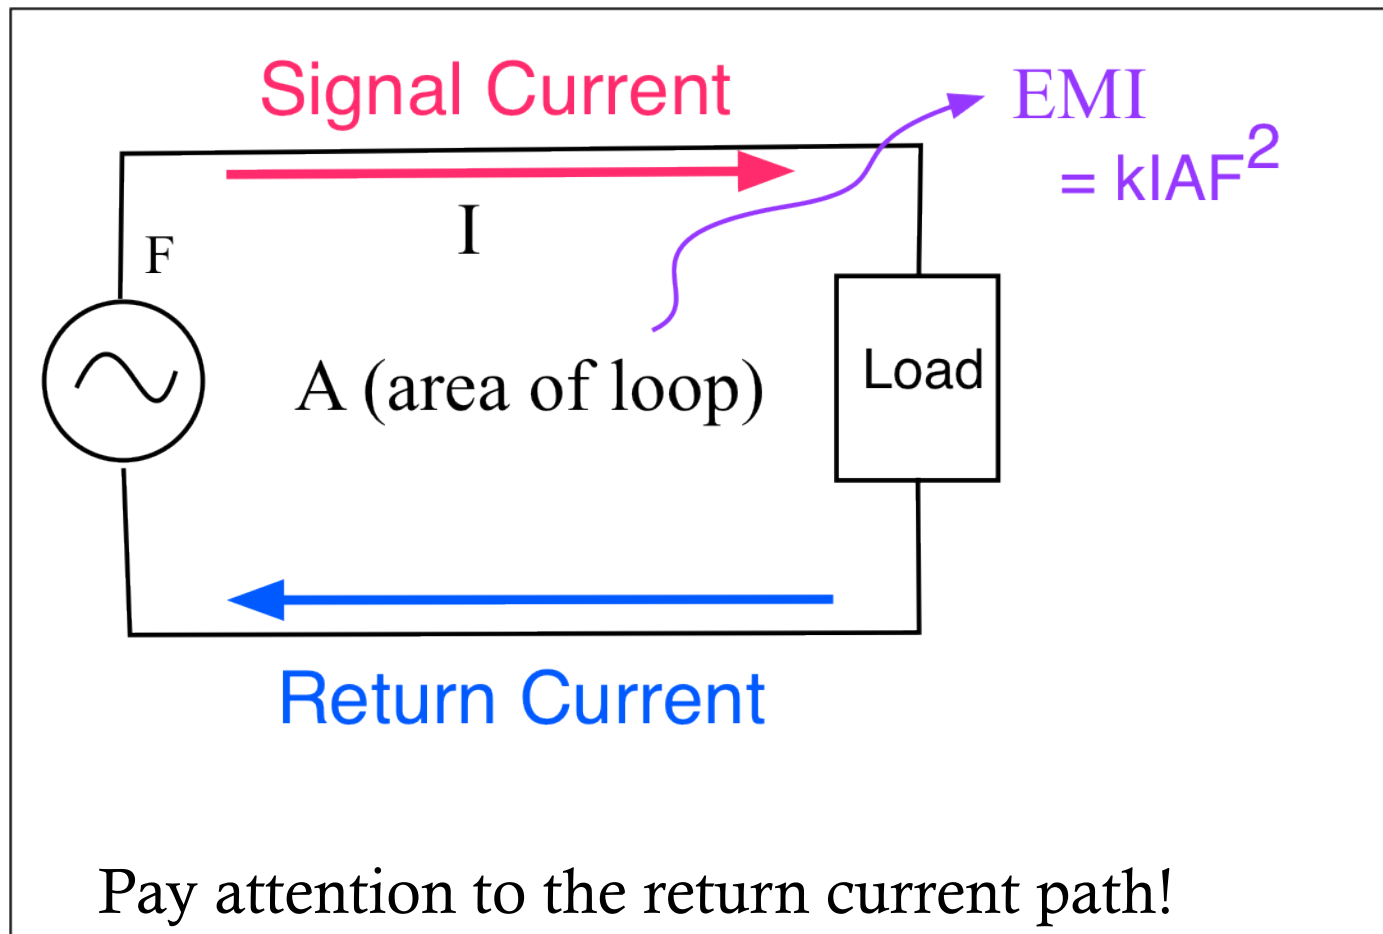 Signal Current
EMI
= kIAF²
I
F
A (area of loop)
Load
Return Current
Pay attention to the return current path!